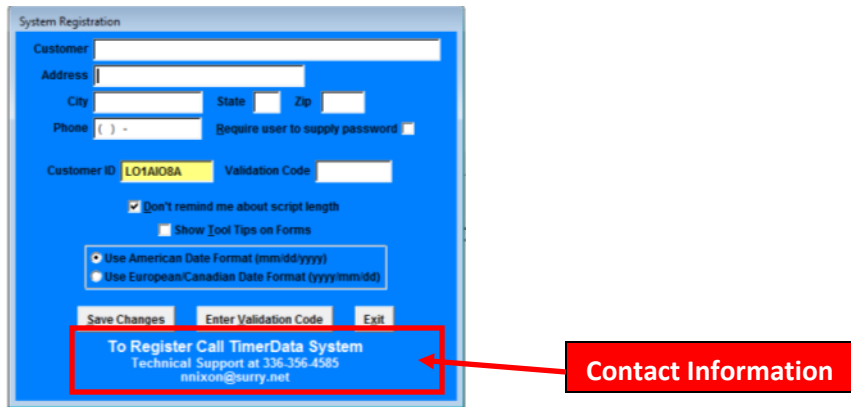 System Registration
Customer
Address
City State Zip
Phone ( ) - Require user to supply password
Customer ID LO1AIO8A Validation Code
Don't remind me about script length
Show Tool Tips on Forms
Use American Date Format (mm/dd/yyyy)
Use European/Canadian Date Format (yyyy/mm/dd)
Save Changes Enter Validation Code Exit
To Register Call TimerData System
Technical Support at 336-356-4585
nnixon@surry.net
Contact Information